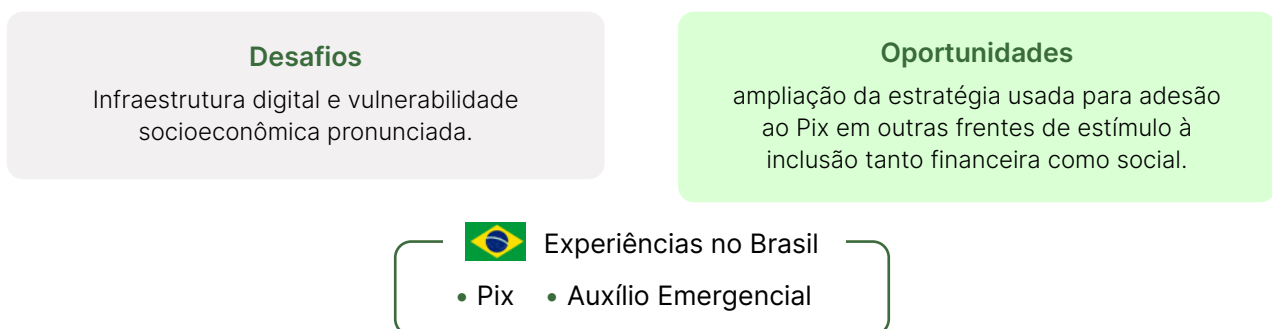 Desafios
Infraestrutura digital e vulnerabilidade
socioeconômica pronunciada.
Oportunidades
ampliação da estratégia usada para adesão
ao Pix em outras frentes de estímulo à
inclusão tanto financeira como social.
Experiências no Brasil
• Pix • Auxílio Emergencial